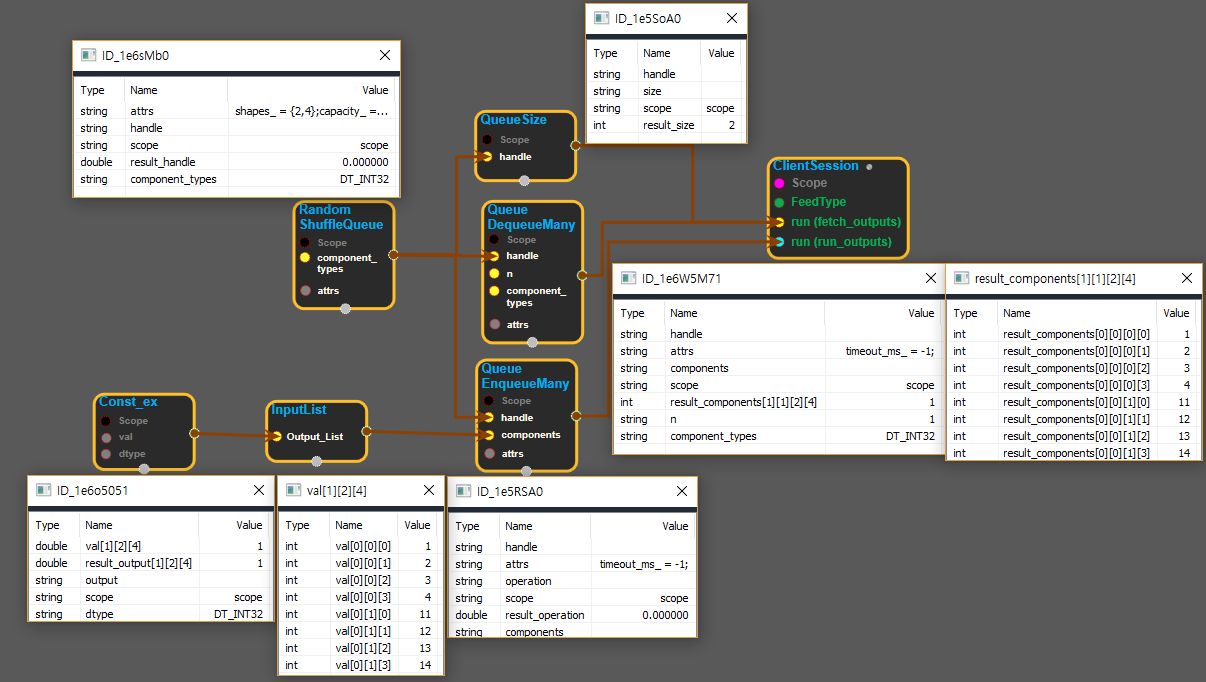 ID_1e5SoA0
Type Name Value
string handle
string size
string scope scope
int result_size 2
ID_1e6sMb0
Type Name Value
string attrs shapes_ = {2,4};capacity_ =...
string handle
string scope scope
double result_handle 0.000000
string component_types DT_INT32
QueueSize
Scope
handle
ClientSession
Scope
FeedType
run (fetch_outputs)
run (run_outputs)
Random
ShuffleQueue
Scope
component_
types
attrs
Queue
DequeueMany
Scope
handle
n
component_
types
attrs
ID_1e6W5M71
Type Name Value
string handle
string attrs timeout_ms_ = -1;
string components
string scope scope
int result_components[1][1][2][4] 1
string n 1
string component_types DT_INT32
result_components[1][1][2][4]
Type Name Value
int result_components[0][0][0][0] 1
int result_components[0][0][0][1] 2
int result_components[0][0][0][2] 3
int result_components[0][0][0][3] 4
int result_components[0][0][1][0] 11
int result_components[0][0][1][1] 12
int result_components[0][0][1][2] 13
int result_components[0][0][1][3] 14
Queue
EnqueueMany
Scope
handle
components
attrs
Const_ex
Scope
val
dtype
InputList
Output_List
ID_1e6o5051
Type Name Value
double val[1][2][4] 1
double result_output[1][2][4] 1
string output
string scope scope
string dtype DT_INT32
val[1][2][4]
Type Name Value
int val[0][0][0] 1
int val[0][0][1] 2
int val[0][0][2] 3
int val[0][0][3] 4
int val[0][1][0] 11
int val[0][1][1] 12
int val[0][1][2] 13
int val[0][1][3] 14
ID_1e5RSA0
Type Name Value
string handle
string attrs timeout_ms_ = -1;
string operation
string scope scope
double result_operation 0.000000
string components